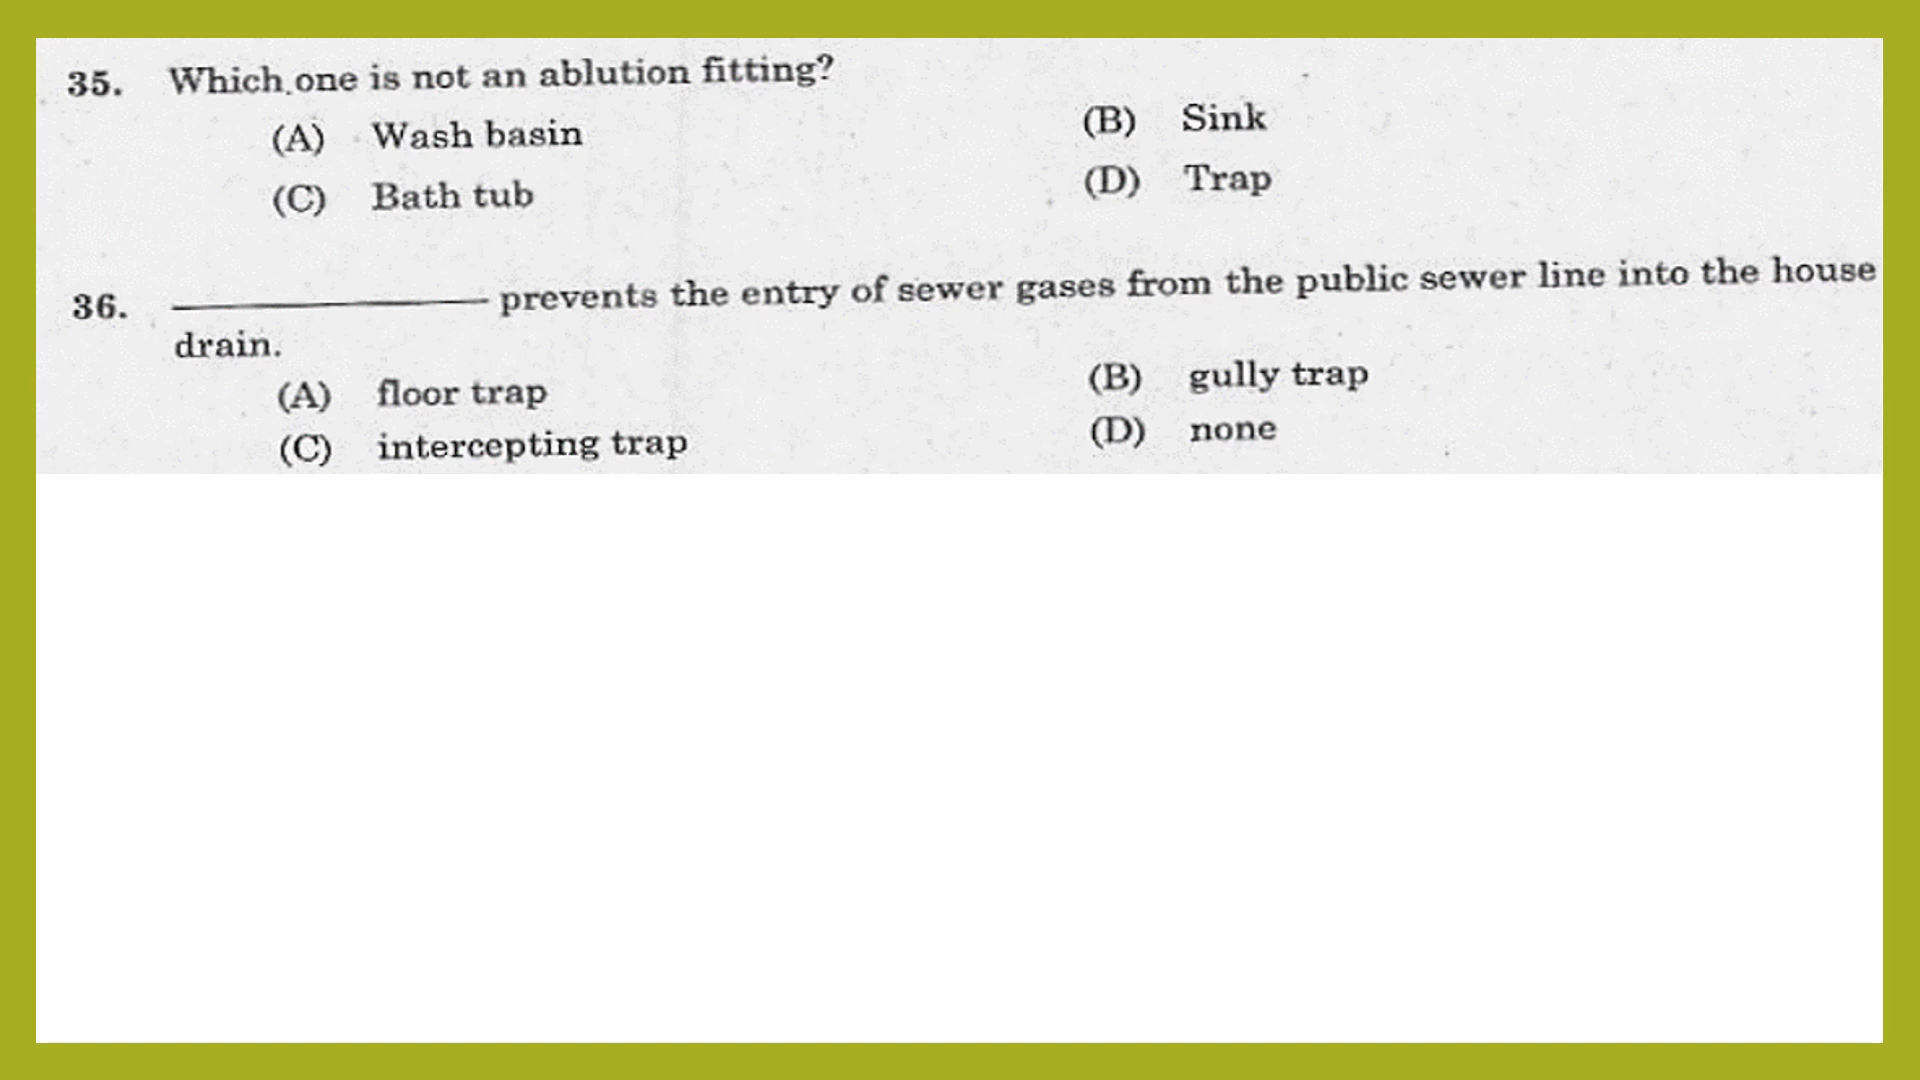 35. Which one is not an ablution fitting?
(A) Wash basin (B) Sink
(C) Bath tub (D) Trap
36. ____________ prevents the entry of sewer gases from the public sewer line into the house
drain.
(A) floor trap (B) gully trap
(C) intercepting trap (D) none